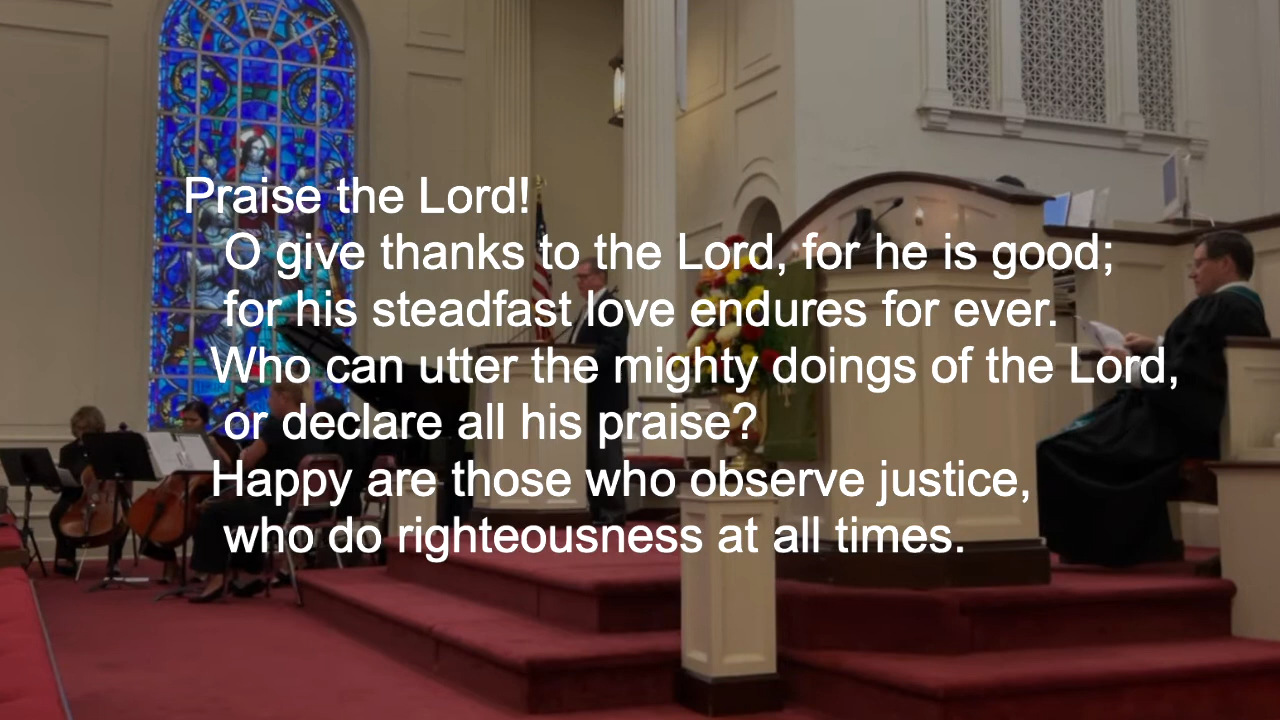 Praise the Lord!
O give thanks to the Lord, for he is good;
for his steadfast love endures for ever.
Who can utter the mighty doings of the Lord,
or declare all his praise?
Happy are those who observe justice,
who do righteousness at all times.